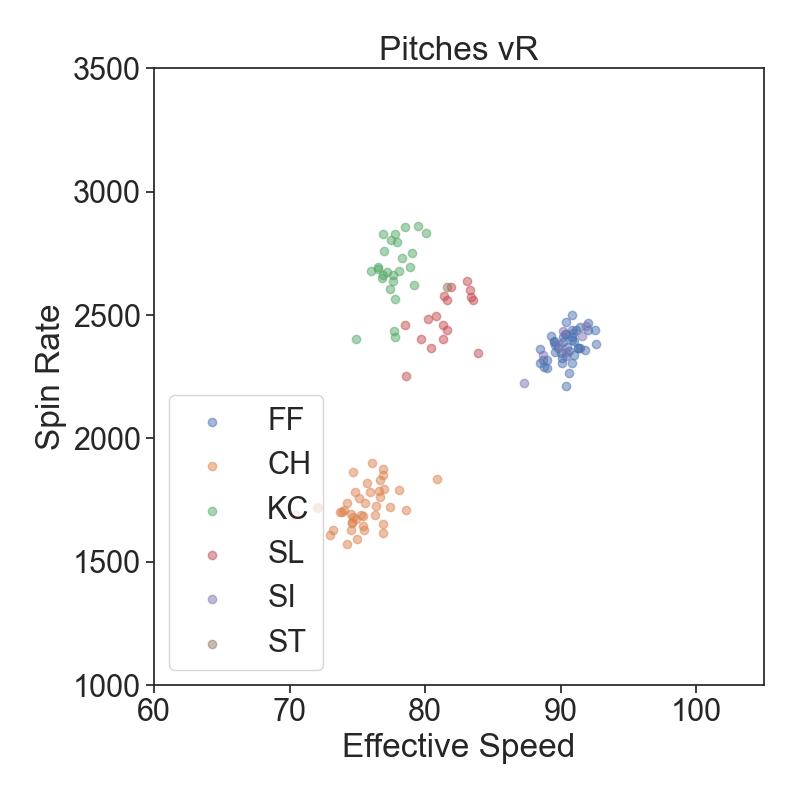 Pitches vR
3500
3000
2500
2000
1500
1000
Spin Rate
FF
CH
KC
SL
SI
ST
60 70 80 90 100
Effective Speed